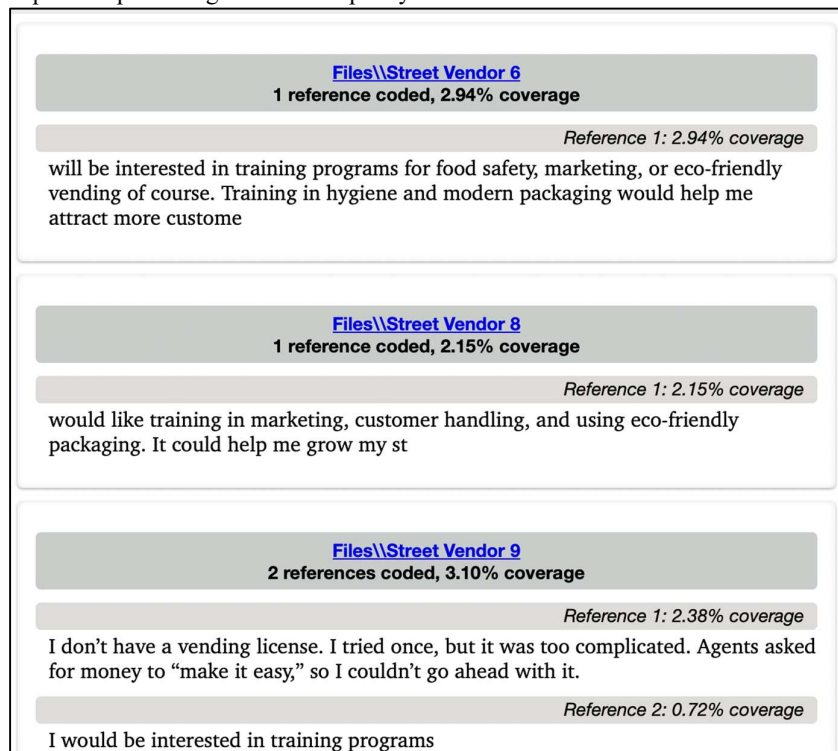 Files\\Street Vendor 6
1 reference coded, 2.94% coverage
Reference 1: 2.94% coverage
will be interested in training programs for food safety, marketing, or eco-friendly
vending of course. Training in hygiene and modern packaging would help me
attract more custome
Files\\Street Vendor 8
1 reference coded, 2.15% coverage
Reference 1: 2.15% coverage
would like training in marketing, customer handling, and using eco-friendly
packaging. It could help me grow my st
Files\\Street Vendor 9
2 references coded, 3.10% coverage
Reference 1: 2.38% coverage
I don’t have a vending license. I tried once, but it was too complicated. Agents asked
for money to “make it easy,” so I couldn’t go ahead with it.
Reference 2: 0.72% coverage
I would be interested in training programs